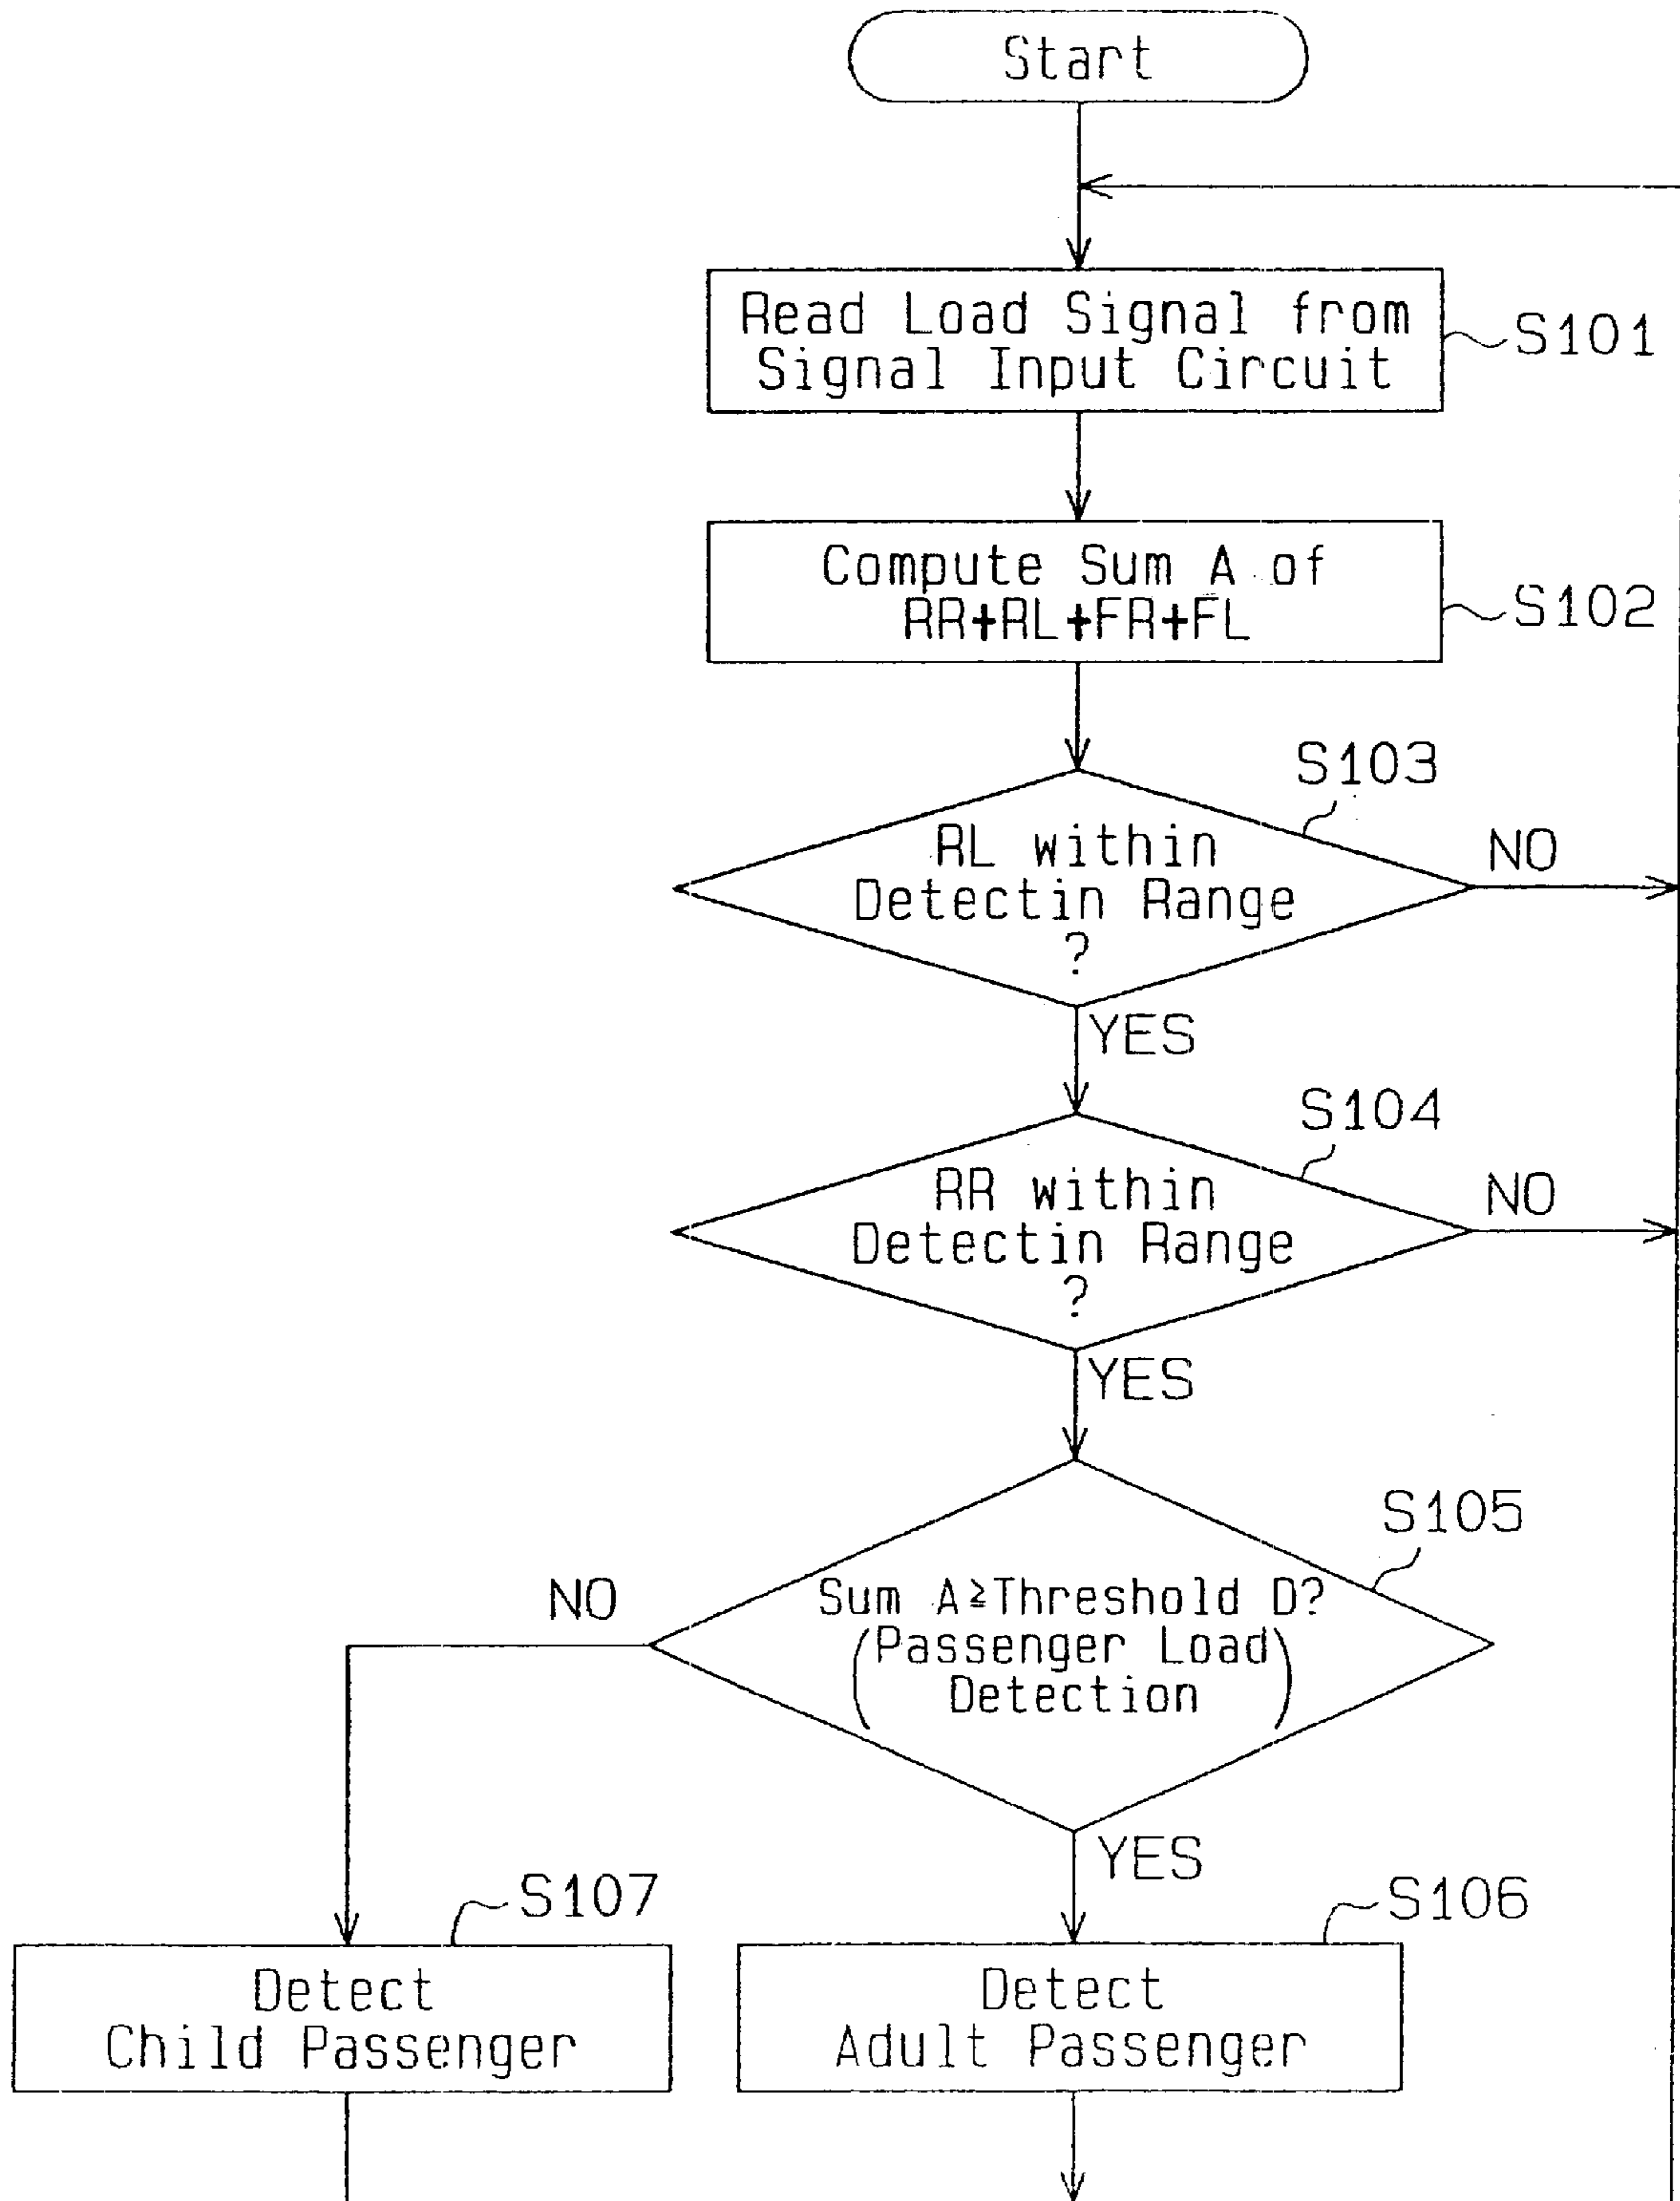 Start
Read Load Signal from
Signal Input Circuit
S101
Compute Sum A of
RR+RL+FR+FL
S102
S103
RL within
Detectin Range
?
NO
YES
S104
RR within
Detectin Range
?
NO
YES
S105
NO
Sum A≧Threshold D?
(Passenger Load
Detection)
YES
S107
S106
Detect
Child Passenger
Detect
Adult Passenger